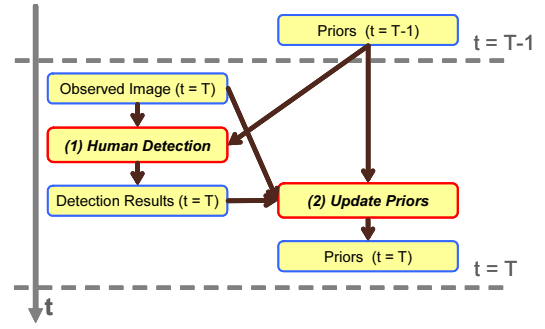 Priors (t = T-1)
t = T-1
Observed Image (t = T)
(1) Human Detection
Detection Results (t = T)
(2) Update Priors
Priors (t = T)
t = T
t